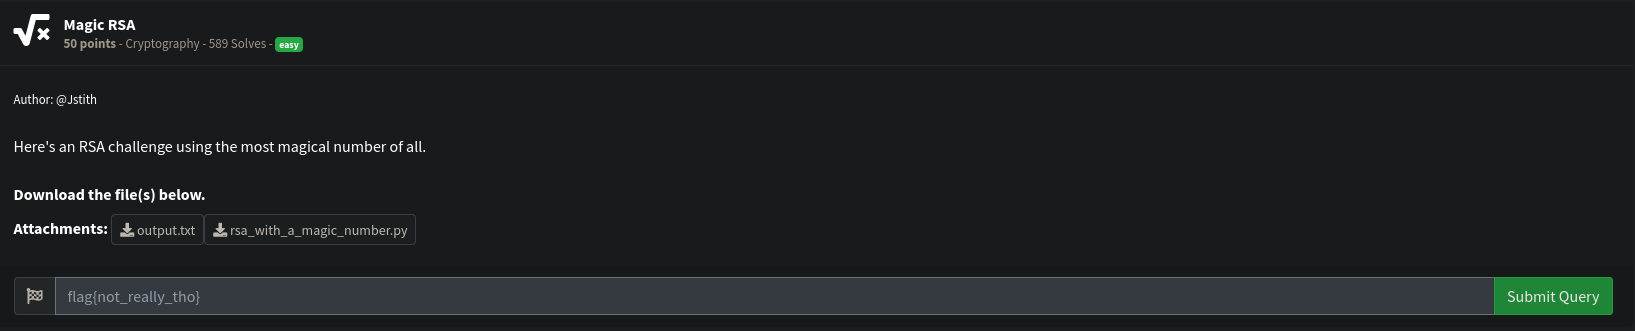 Magic RSA
50 points - Cryptography - 589 Solves - easy
Author: @Jstith
Here's an RSA challenge using the most magical number of all.
Download the file(s) below.
Attachments: output.txt rsa_with_a_magic_number.py
flag{not_really_tho} Submit Query